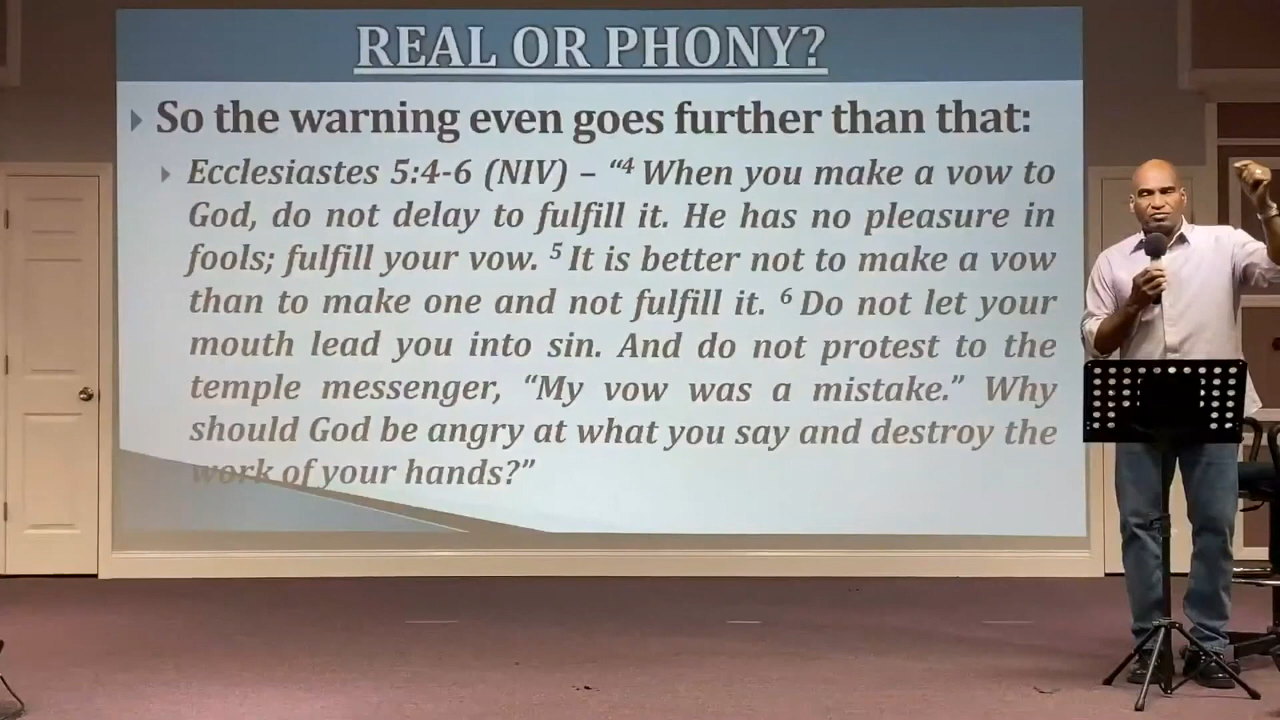 REAL OR PHONY?
So the warning even goes further than that:
Ecclesiastes 5:4-6 (NIV) – “4 When you make a vow to
God, do not delay to fulfill it. He has no pleasure in
fools; fulfill your vow. 5 It is better not to make a vow
than to make one and not fulfill it. 6 Do not let your
mouth lead you into sin. And do not protest to the
temple messenger, “My vow was a mistake.” Why
should God be angry at what you say and destroy the
work of your hands?”